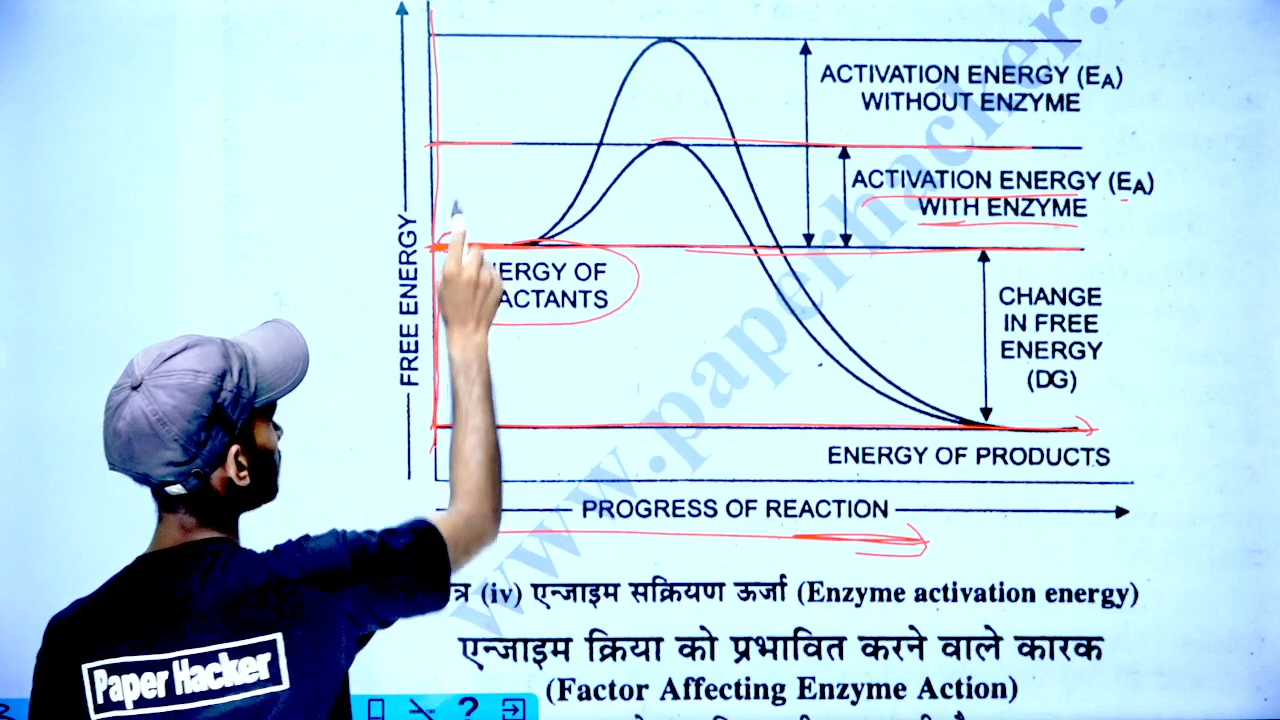 ACTIVATION ENERGY (EA)
WITHOUT ENZYME
ACTIVATION ENERGY (EA)
WITH ENZYME
FREE ENERGY
ERGY OF
ACTANTS
CHANGE
IN FREE
ENERGY
(DG)
ENERGY OF PRODUCTS
PROGRESS OF REACTION
www.paperhacker.
त्र (iv) एन्जाइम सक्रियण ऊर्जा (Enzyme activation energy)
एन्जाइम क्रिया को प्रभावित करने वाले कारक
(Factor Affecting Enzyme Action)
Paper Hacker
?